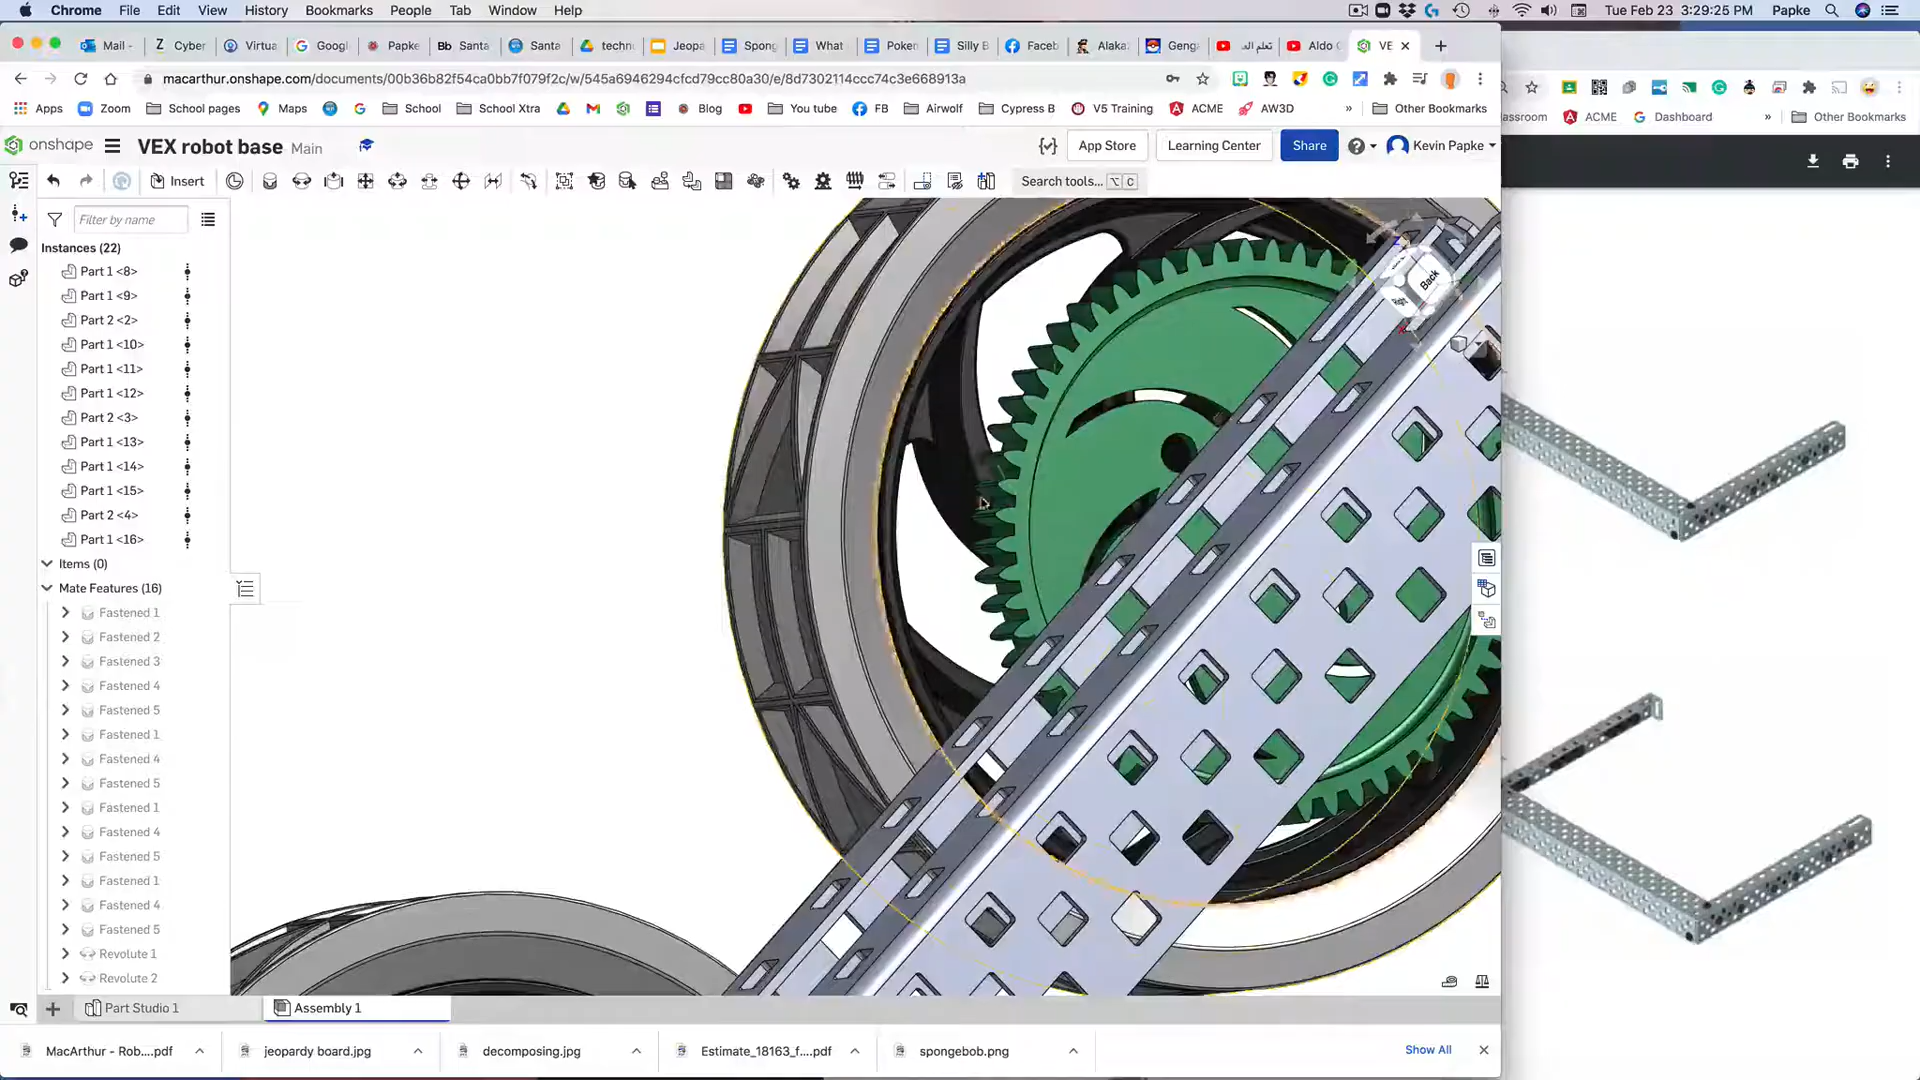 Chrome File Edit View History Bookmarks People Tab Window Help Tue Feb 23 3:29:25 PM Papke
Mail - Cyber Virtua Googl Papke Bb Santa Santa techn Jeopa Spong What Poken Silly B Faceb Alaka Genga تعلم الد Aldo C VE
macarthur.onshape.com/documents/00b36b82f54ca0bb7f079f2c/w/545a6946294cfcd79cc80a30/e/8d7302114ccc74c3e668913a
Apps Zoom School pages Maps School School Xtra Blog You tube FB Airwolf Cypress B V5 Training ACME AW3D » Other Bookmarks
assroom ACME Dashboard » Other Bookmarks
onshape VEX robot base Main App Store Learning Center Share Kevin Papke
Insert Search tools... ⌥ C
Filter by name
Instances (22)
Part 1 <8>
Part 1 <9>
Part 2 <2>
Part 1 <10>
Part 1 <11>
Part 1 <12>
Part 2 <3>
Part 1 <13>
Part 1 <14>
Part 1 <15>
Part 2 <4>
Part 1 <16>
Items (0)
Mate Features (16)
Fastened 1
Fastened 2
Fastened 3
Fastened 4
Fastened 5
Fastened 1
Fastened 4
Fastened 5
Fastened 1
Fastened 4
Fastened 5
Fastened 1
Fastened 4
Fastened 5
Revolute 1
Revolute 2
Z
Back
Right
X
Part Studio 1 Assembly 1
MacArthur - Rob....pdf jeopardy board.jpg decomposing.jpg Estimate_18163_f....pdf spongebob.png Show All